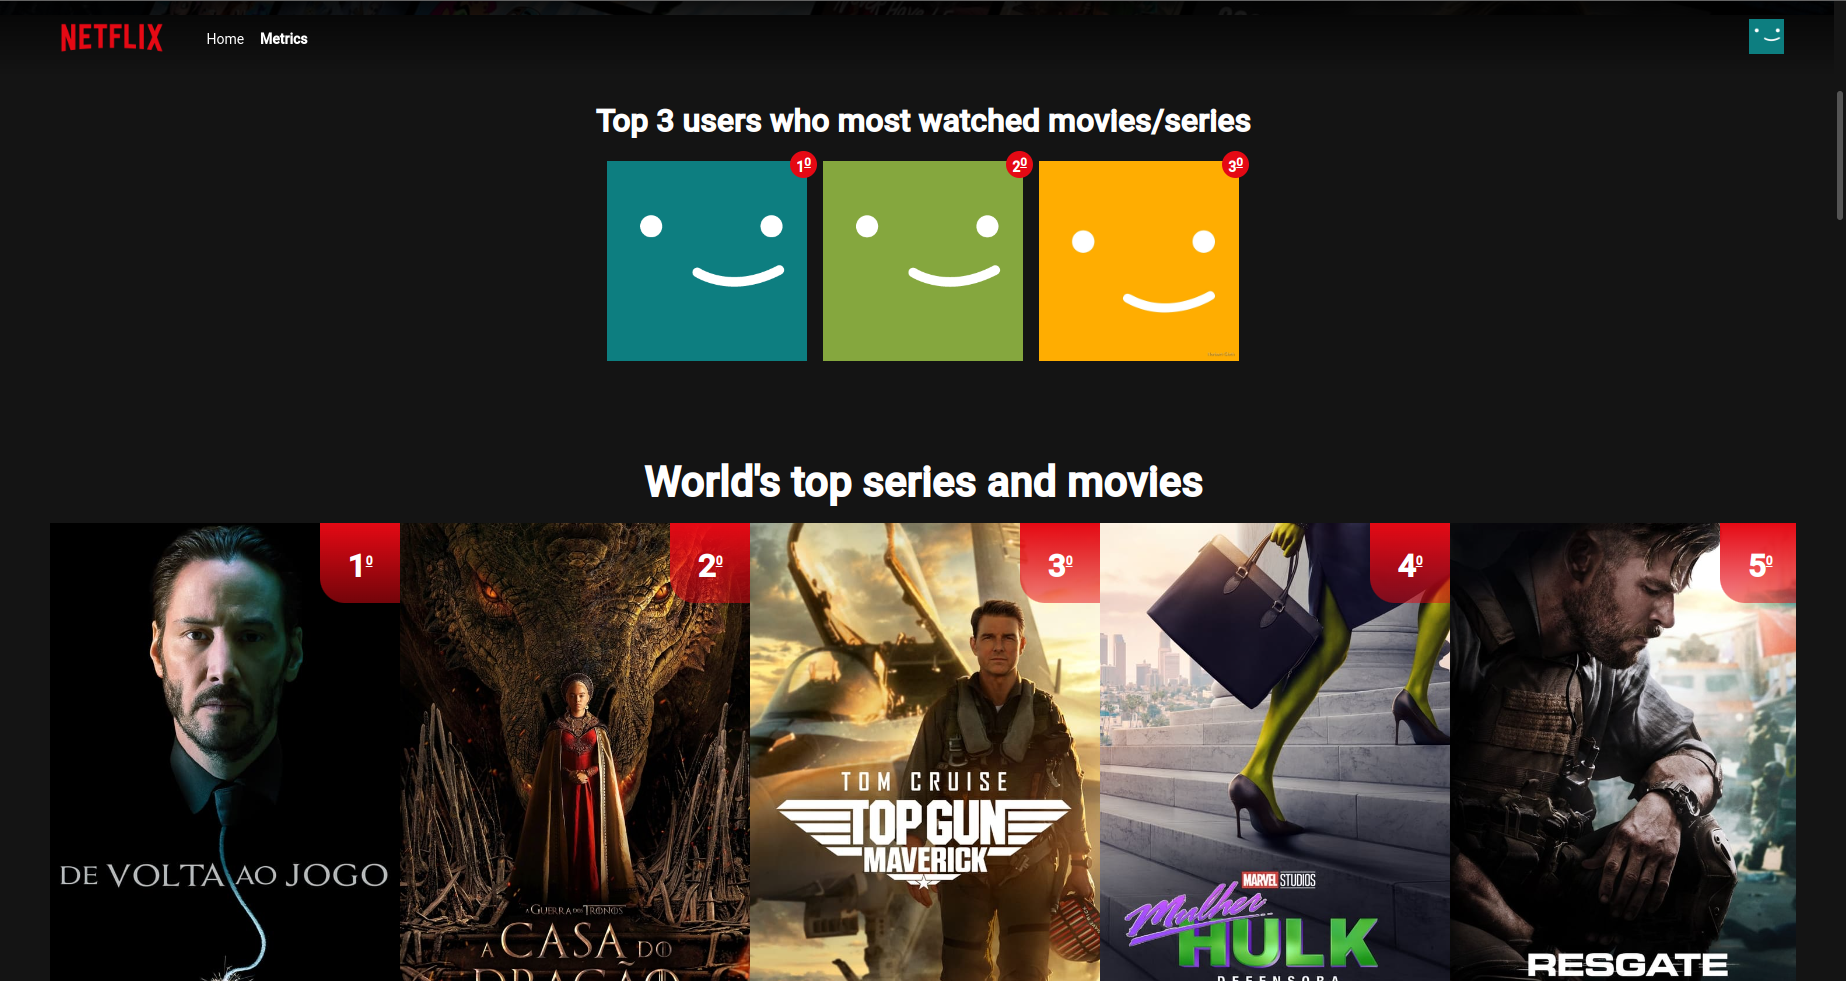 NETFLIX
Home Metrics
Top 3 users who most watched movies/series
1º 2º 3º
World's top series and movies
1º 2º 3º 4º 5º
DE VOLTA AO JOGO
A GUERRA DOS TRONOS
A CASA DO
DRAGÃO
TOM CRUISE
TOP GUN
MAVERICK
MARVEL STUDIOS
Mulher
HULK
DEFENSORA
RESGATE